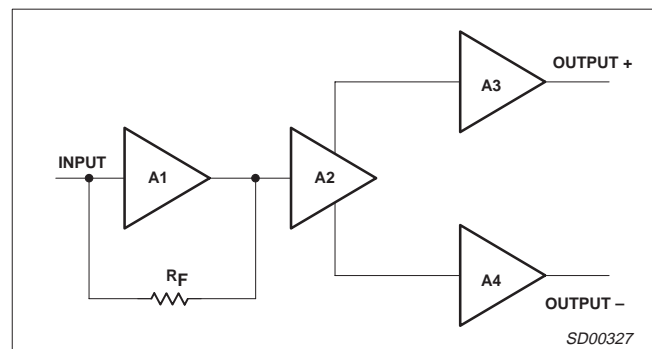 A3
OUTPUT +
INPUT
A1
A2
RF
A4
OUTPUT –
SD00327